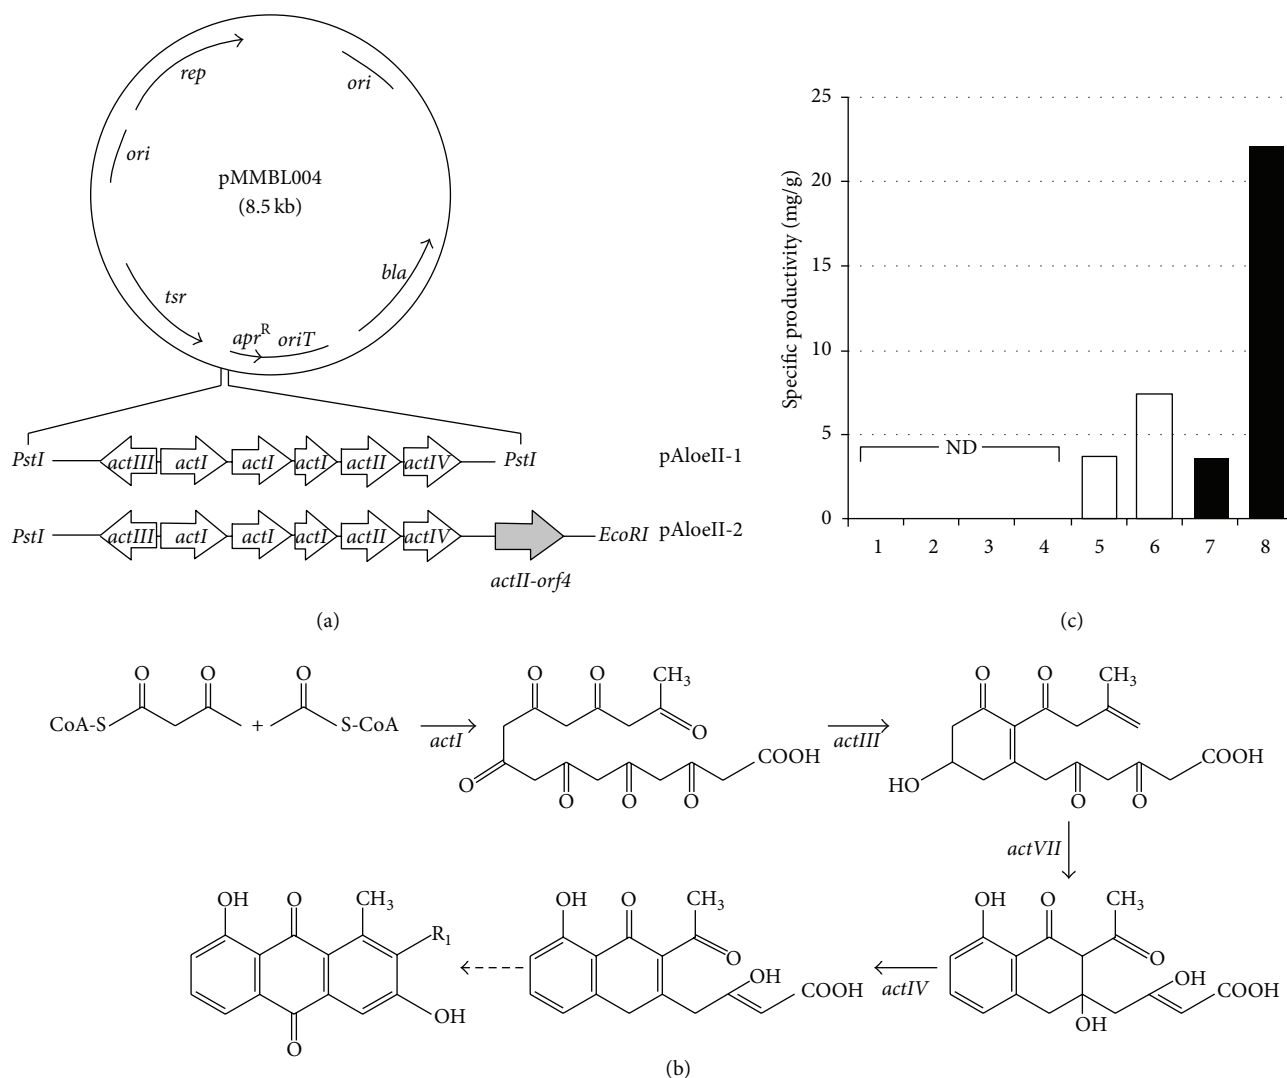 rep
ori
ori
pMMBL004
(8.5 kb)
bla
tsr
apr^R oriT
PstI actIII actI actI actI actII actIV PstI pAloeII-1
PstI actIII actI actI actI actII actIV EcoRI pAloeII-2
actII-orf4
(a)
Specific productivity (mg/g)
25
20
15
10
5
0
ND
1 2 3 4 5 6 7 8
(c)
O O O
CoA-S + S-CoA
actI
O O CH3
O
O O O O
COOH
actIII
O O
HO
O O
COOH
actVII
OH O CH3
O
OH
COOH
OH
actIV
OH O CH3
O
OH
COOH
OH O CH3
R1
OH
O
(b)